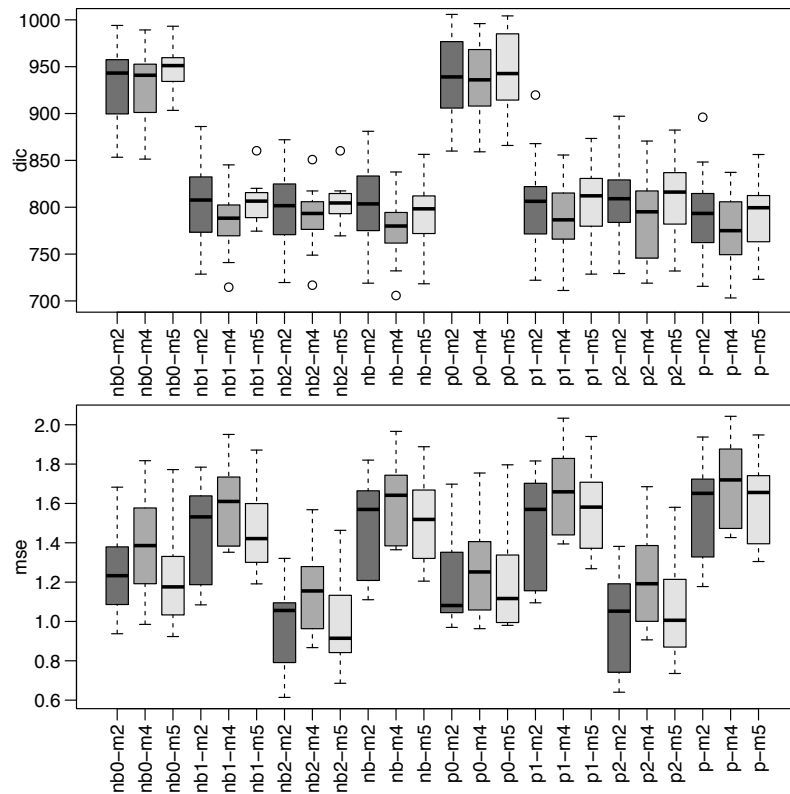 dic
1000
950
900
850
800
750
700
nb0−m2
nb0−m4
nb0−m5
nb1−m2
nb1−m4
nb1−m5
nb2−m2
nb2−m4
nb2−m5
nb−m2
nb−m4
nb−m5
p0−m2
p0−m4
p0−m5
p1−m2
p1−m4
p1−m5
p2−m2
p2−m4
p2−m5
p−m2
p−m4
p−m5
mse
2.0
1.8
1.6
1.4
1.2
1.0
0.8
0.6
nb0−m2
nb0−m4
nb0−m5
nb1−m2
nb1−m4
nb1−m5
nb2−m2
nb2−m4
nb2−m5
nb−m2
nb−m4
nb−m5
p0−m2
p0−m4
p0−m5
p1−m2
p1−m4
p1−m5
p2−m2
p2−m4
p2−m5
p−m2
p−m4
p−m5